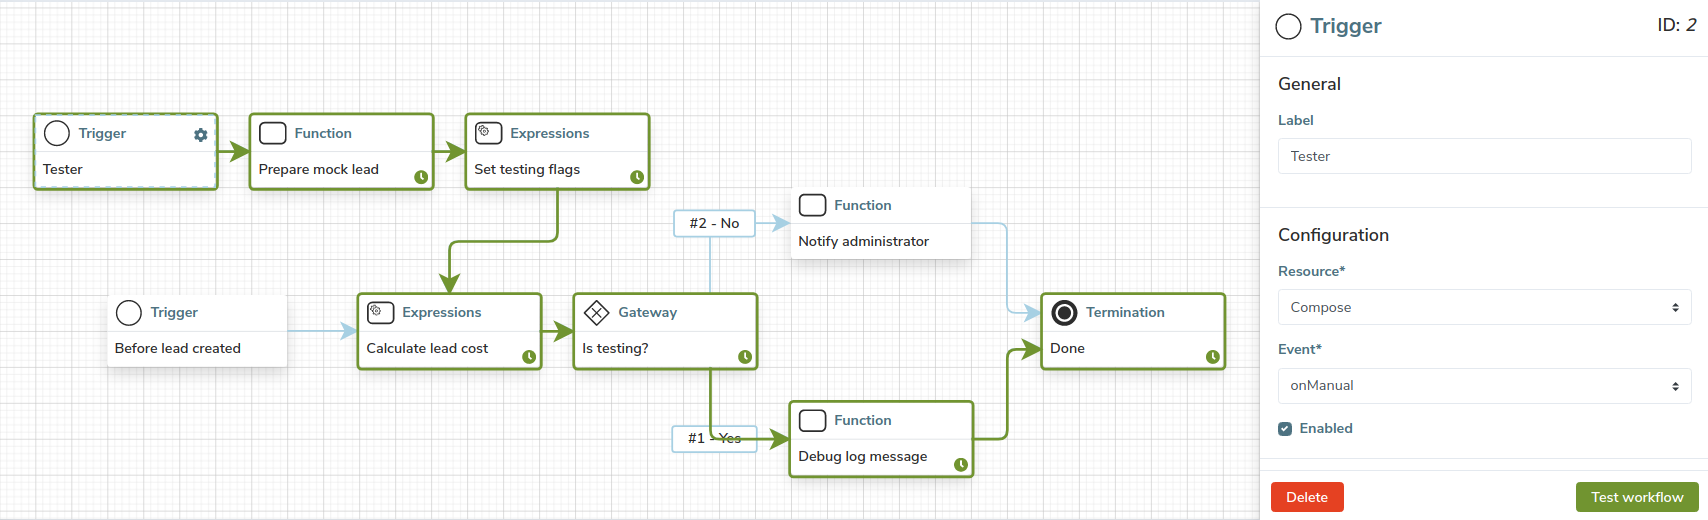 Trigger
Tester
Function
Prepare mock lead
Expressions
Set testing flags
#2 - No
Function
Notify administrator
Trigger
Before lead created
Expressions
Calculate lead cost
Gateway
Is testing?
Termination
Done
#1 - Yes
Function
Debug log message
Trigger
ID: 2
General
Label
Tester
Configuration
Resource*
Compose
Event*
onManual
Enabled
Delete
Test workflow